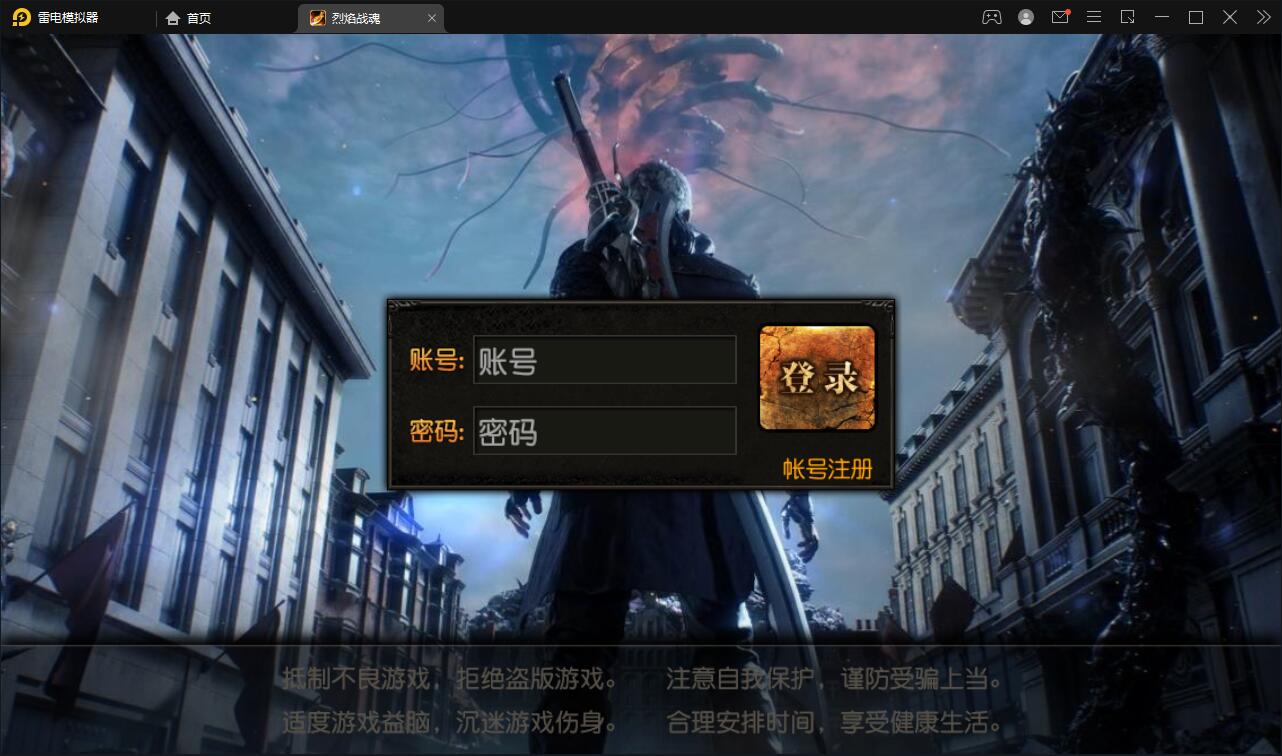 雷电模拟器 首页 烈焰战魂
账号: 账号
登录
密码: 密码
帐号注册
抵制不良游戏，拒绝盗版游戏。 注意自我保护，谨防受骗上当。
适度游戏益脑，沉迷游戏伤身。 合理安排时间，享受健康生活。